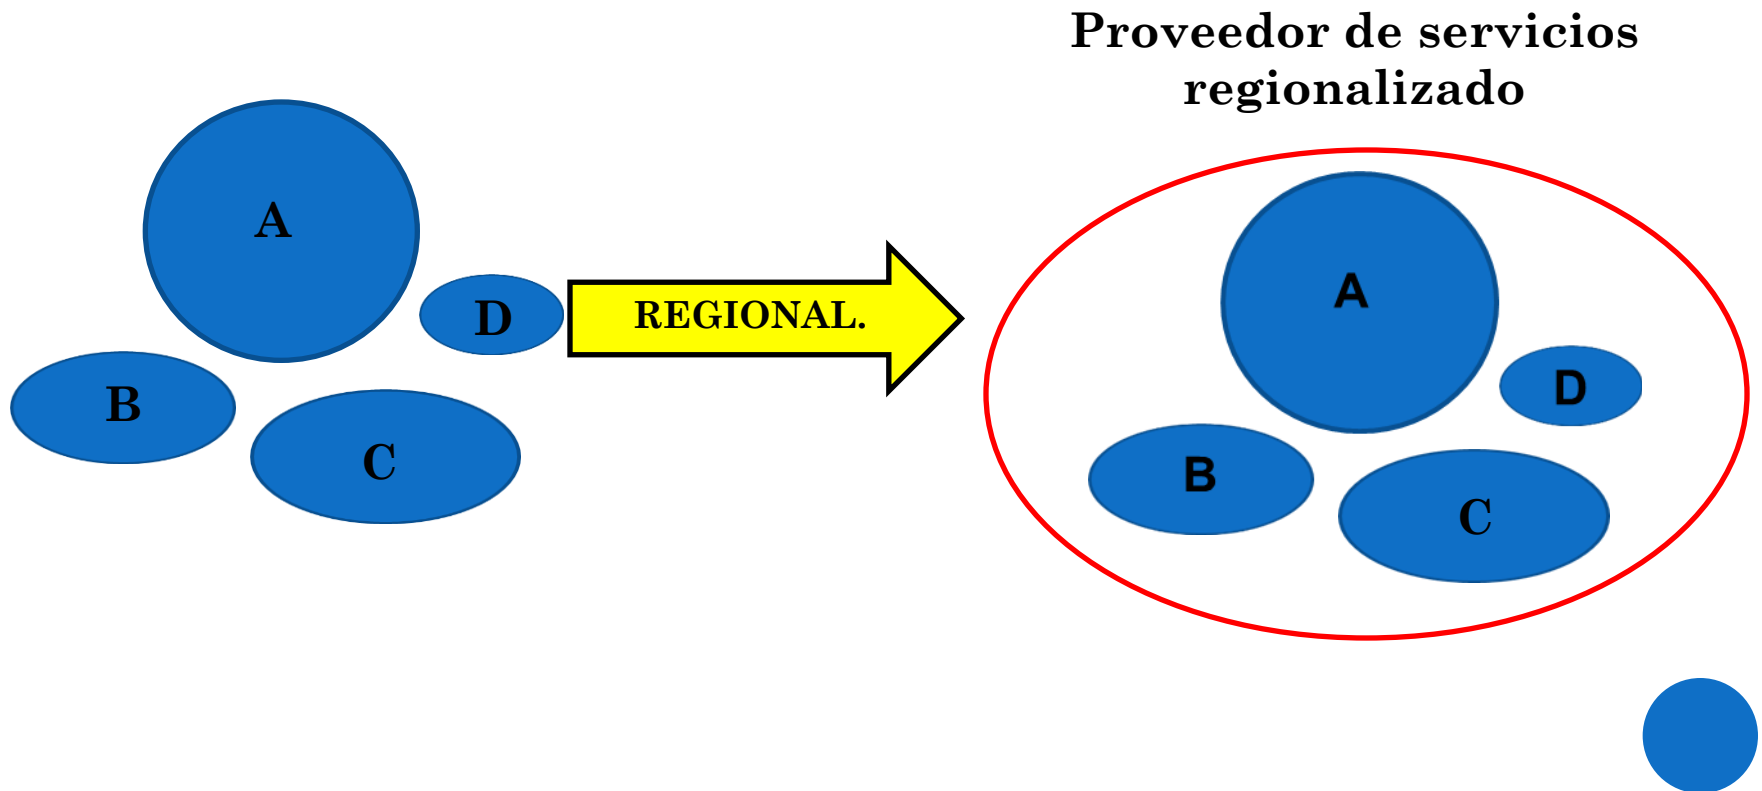 Proveedor de servicios
regionalizado
A
D
B
C
REGIONAL.
A
D
B
C